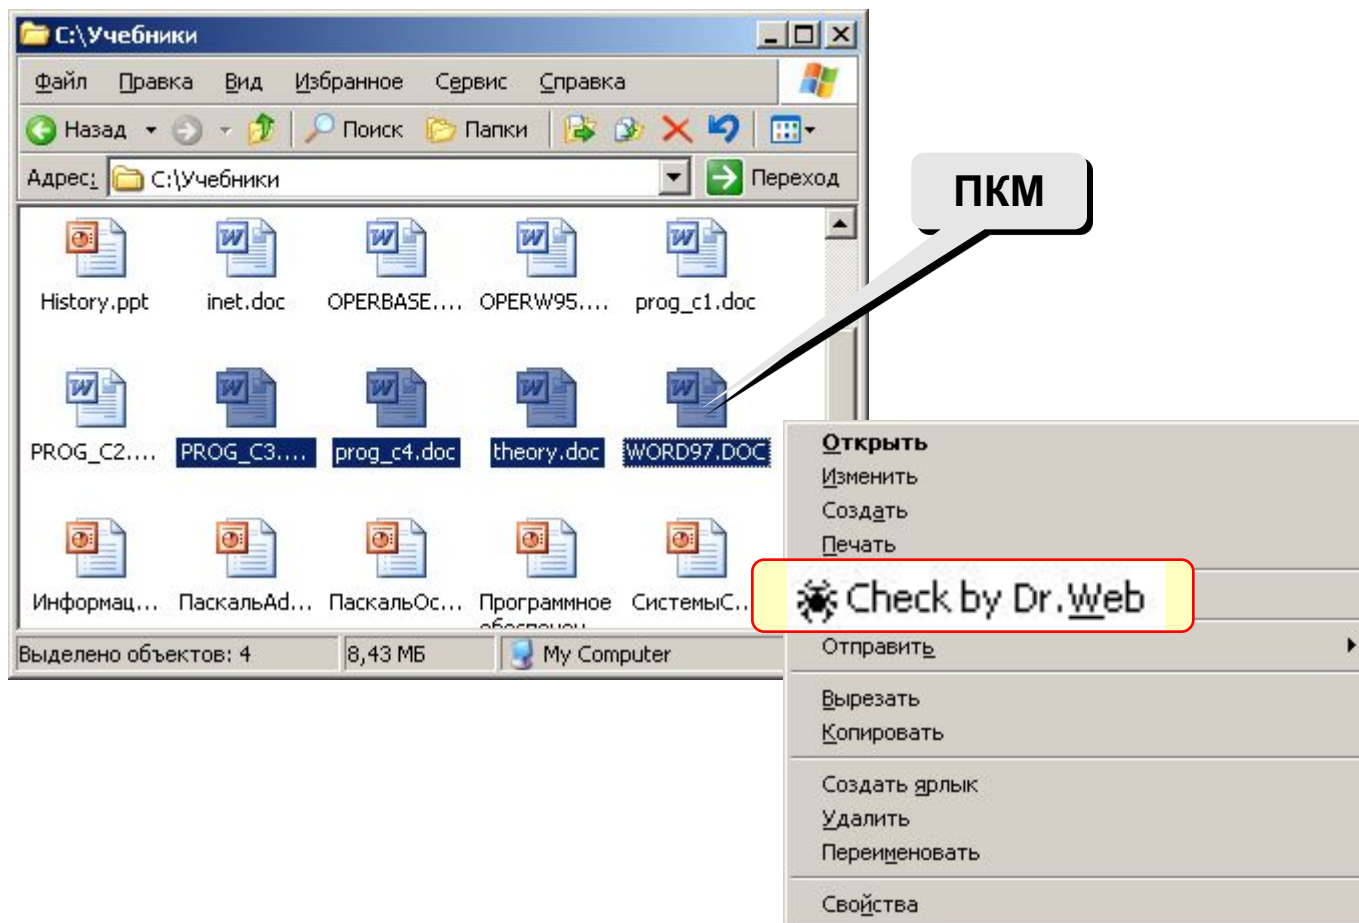 C:\Учебники
Файл Правка Вид Избранное Сервис Справка
Назад Поиск Папки
Адрес: C:\Учебники Переход
ПКМ
History.ppt inet.doc OPERBASE.... OPERW95.... prog_c1.doc
PROG_C2.... PROG_C3.... prog_c4.doc theory.doc WORD97.DOC
Информац... ПаскальAd... ПаскальОс... Программное СистемыС...
Выделено объектов: 4 8,43 МБ My Computer
Открыть
Изменить
Создать
Печать
Check by Dr.Web
Отправить
Вырезать
Копировать
Создать ярлык
Удалить
Переименовать
Свойства